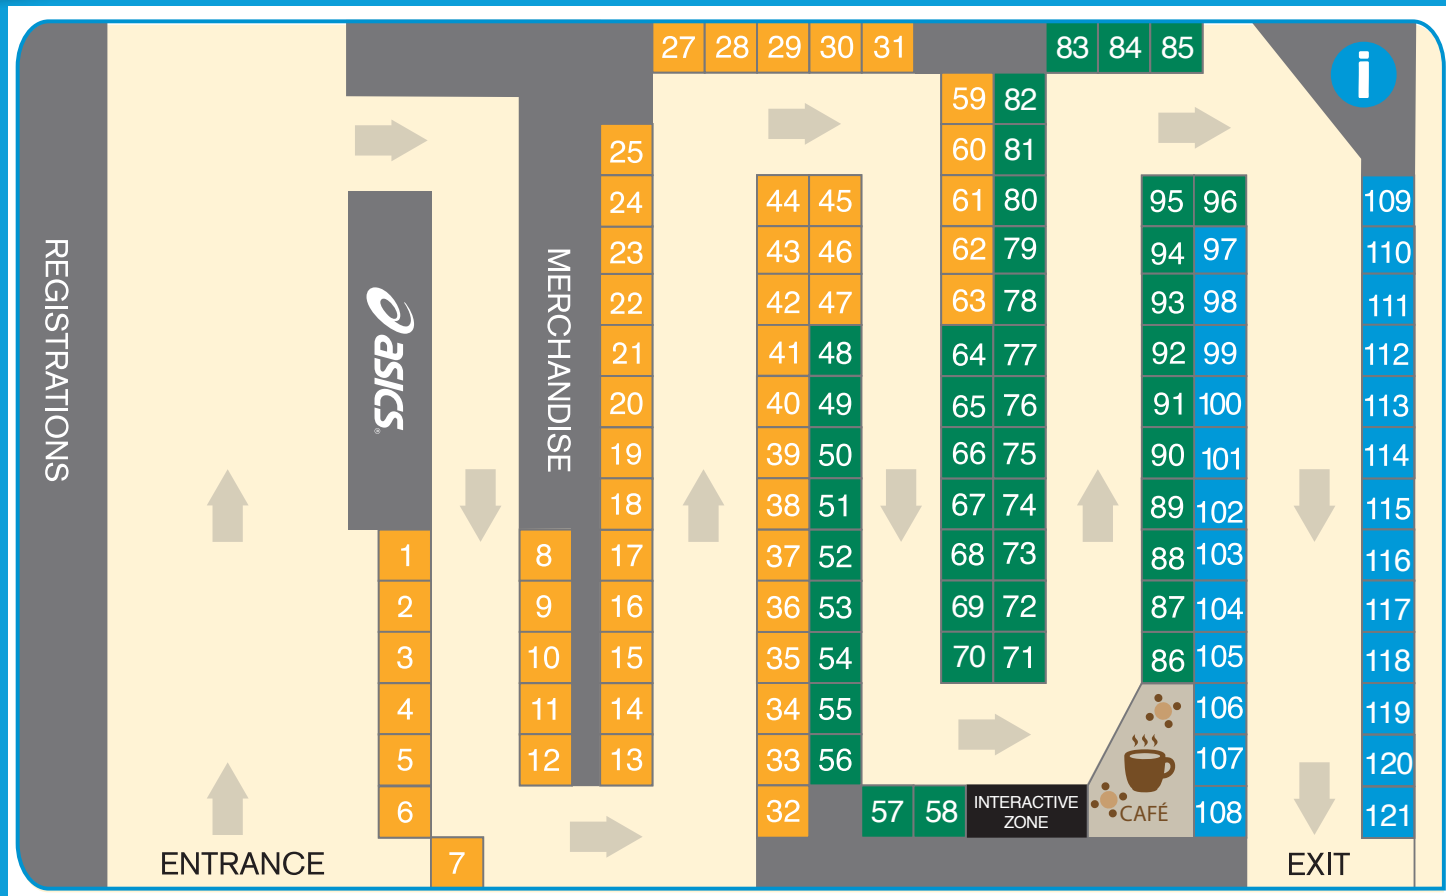 27 28 29 30 31 83 84 85
i
59 82
25 60 81
24 44 45 61 80 95 96 109
23 43 46 62 79 94 97 110
22 42 47 63 78 93 98 111
21 41 48 64 77 92 99 112
20 40 49 65 76 91 100 113
19 39 50 66 75 90 101 114
18 38 51 67 74 89 102 115
REGISTRATIONS
asics®
MERCHANDISE
1 8 17 37 52 68 73 88 103 116
2 9 16 36 53 69 72 87 104 117
3 10 15 35 54 70 71 86 105 118
4 11 14 34 55 106 119
5 12 13 33 56 107 120
6 32 57 58 108 121
INTERACTIVE
ZONE
CAFÉ
ENTRANCE 7 EXIT